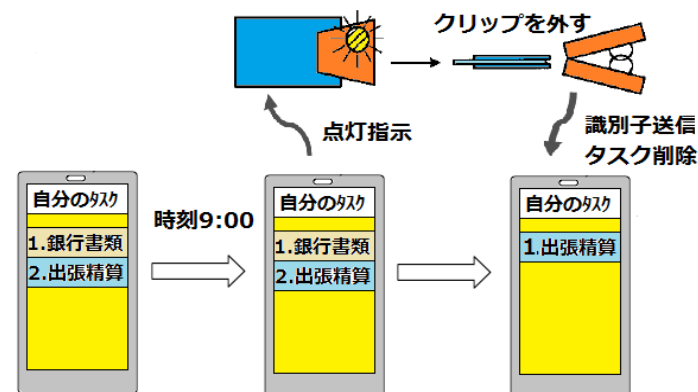 クリップを外す
点灯指示
識別子送信
タスク削除
自分のタスク
1.銀行書類
2.出張精算
時刻9:00
自分のタスク
1.銀行書類
2.出張精算
自分のタスク
1.出張精算